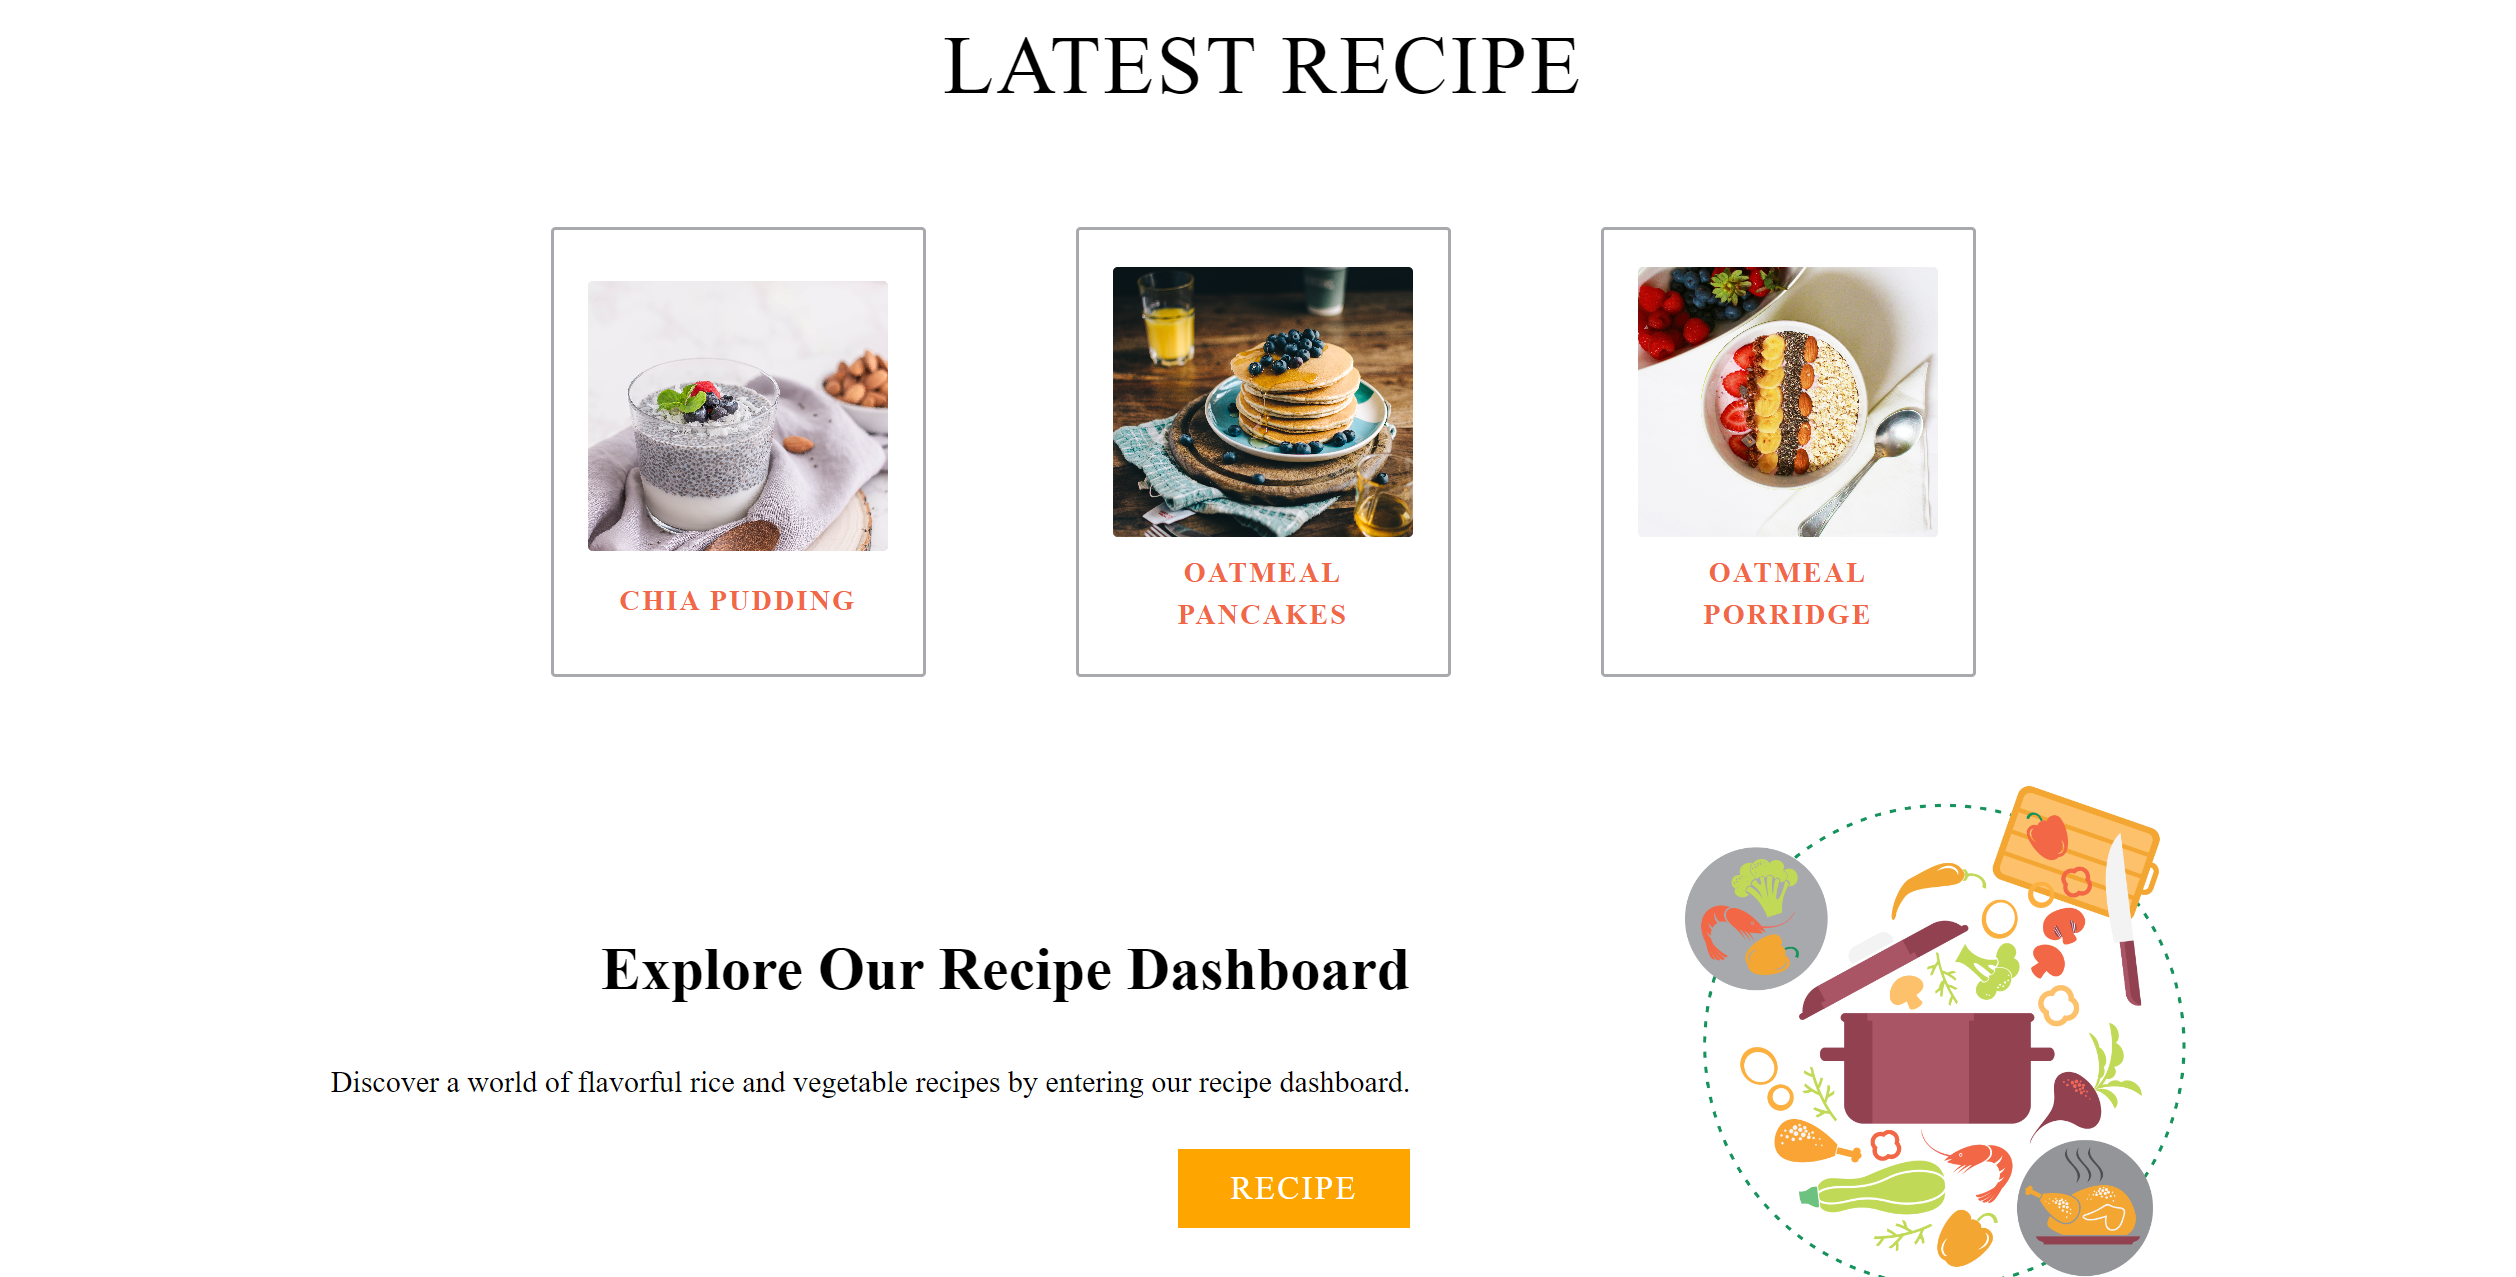 LATEST RECIPE
CHIA PUDDING
OATMEAL
PANCAKES
OATMEAL
PORRIDGE
Explore Our Recipe Dashboard
Discover a world of flavorful rice and vegetable recipes by entering our recipe dashboard.
RECIPE